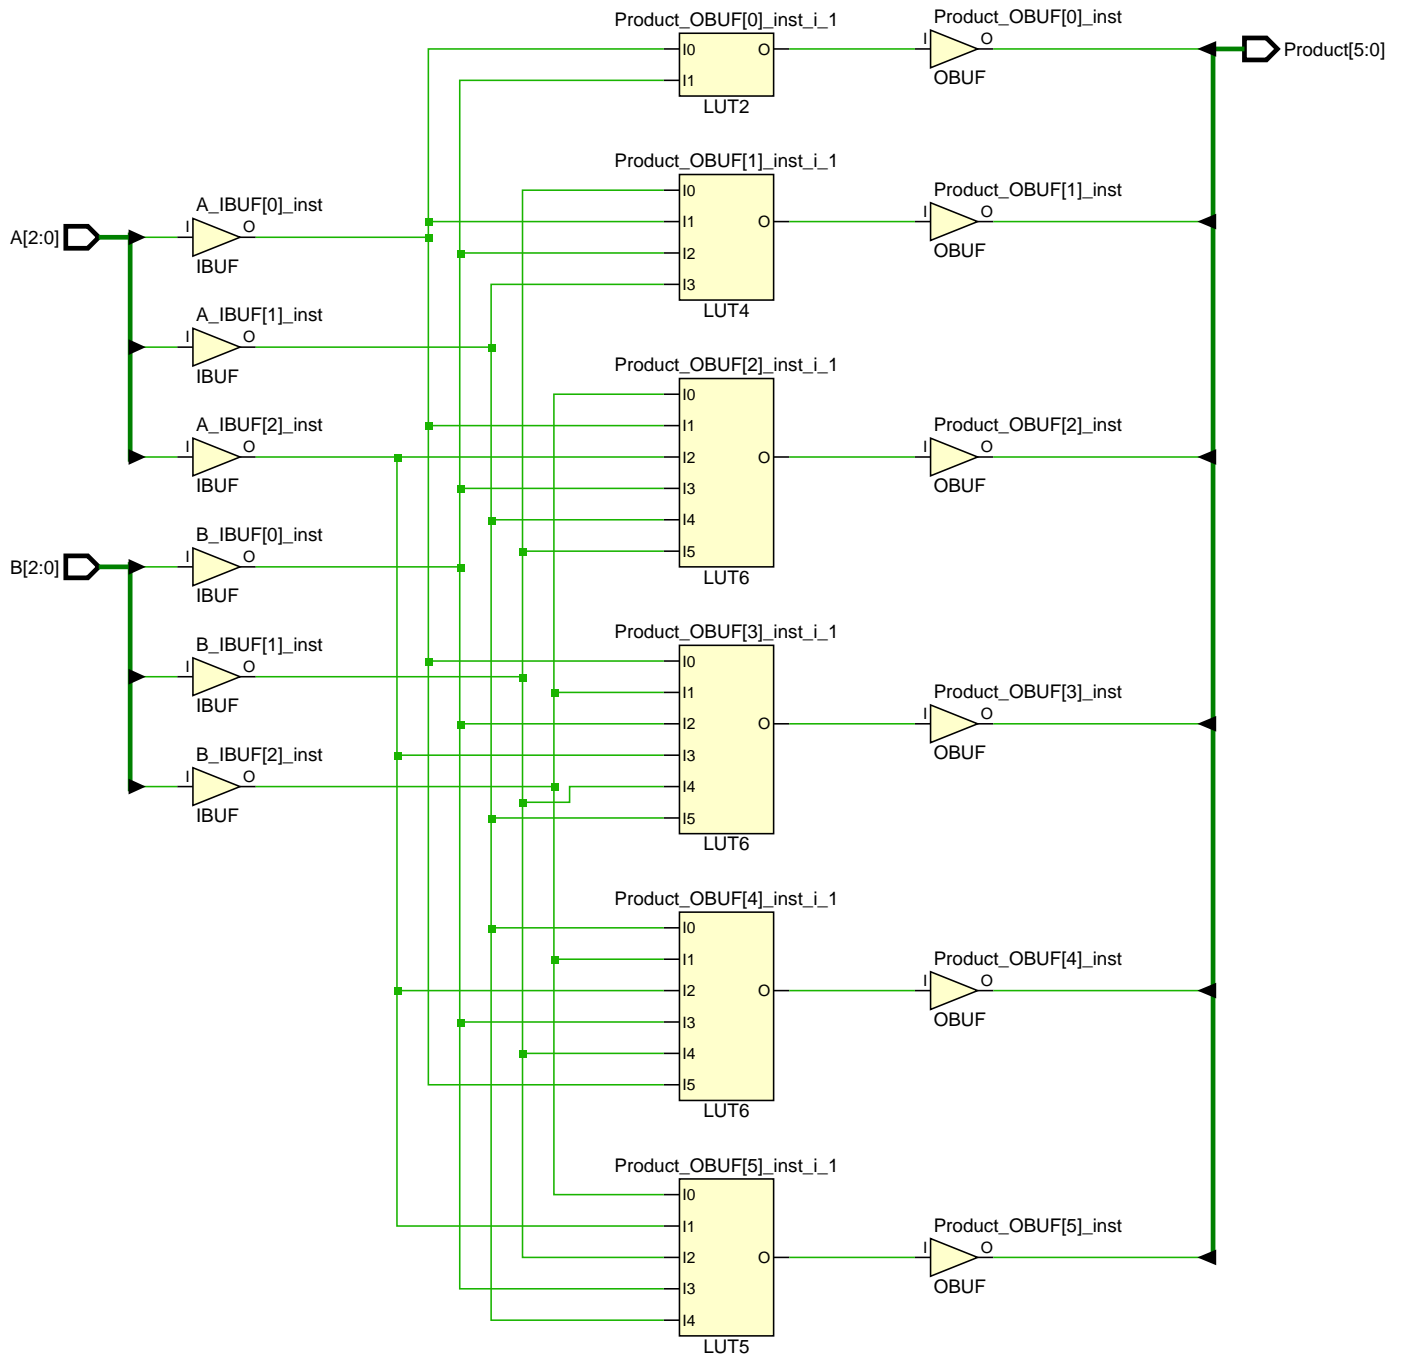 A[2:0]
B[2:0]
A_IBUF[0]_inst
I
O
IBUF
A_IBUF[1]_inst
I
O
IBUF
A_IBUF[2]_inst
I
O
IBUF
B_IBUF[0]_inst
I
O
IBUF
B_IBUF[1]_inst
I
O
IBUF
B_IBUF[2]_inst
I
O
IBUF
Product_OBUF[0]_inst_i_1
I0
I1
O
LUT2
Product_OBUF[1]_inst_i_1
I0
I1
I2
I3
O
LUT4
Product_OBUF[2]_inst_i_1
I0
I1
I2
I3
I4
I5
O
LUT6
Product_OBUF[3]_inst_i_1
I0
I1
I2
I3
I4
I5
O
LUT6
Product_OBUF[4]_inst_i_1
I0
I1
I2
I3
I4
I5
O
LUT6
Product_OBUF[5]_inst_i_1
I0
I1
I2
I3
I4
O
LUT5
Product_OBUF[0]_inst
I
O
OBUF
Product_OBUF[1]_inst
I
O
OBUF
Product_OBUF[2]_inst
I
O
OBUF
Product_OBUF[3]_inst
I
O
OBUF
Product_OBUF[4]_inst
I
O
OBUF
Product_OBUF[5]_inst
I
O
OBUF
Product[5:0]